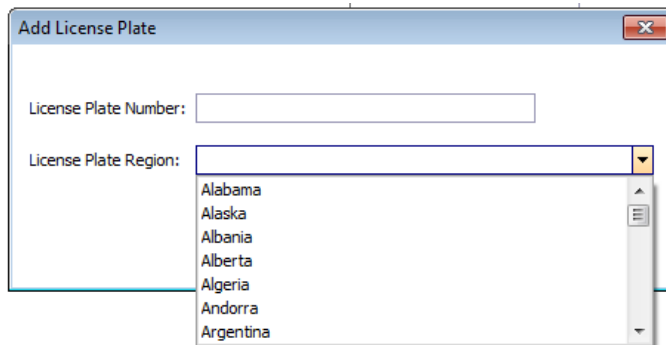 Add License Plate
License Plate Number:
License Plate Region:
Alabama
Alaska
Albania
Alberta
Algeria
Andorra
Argentina